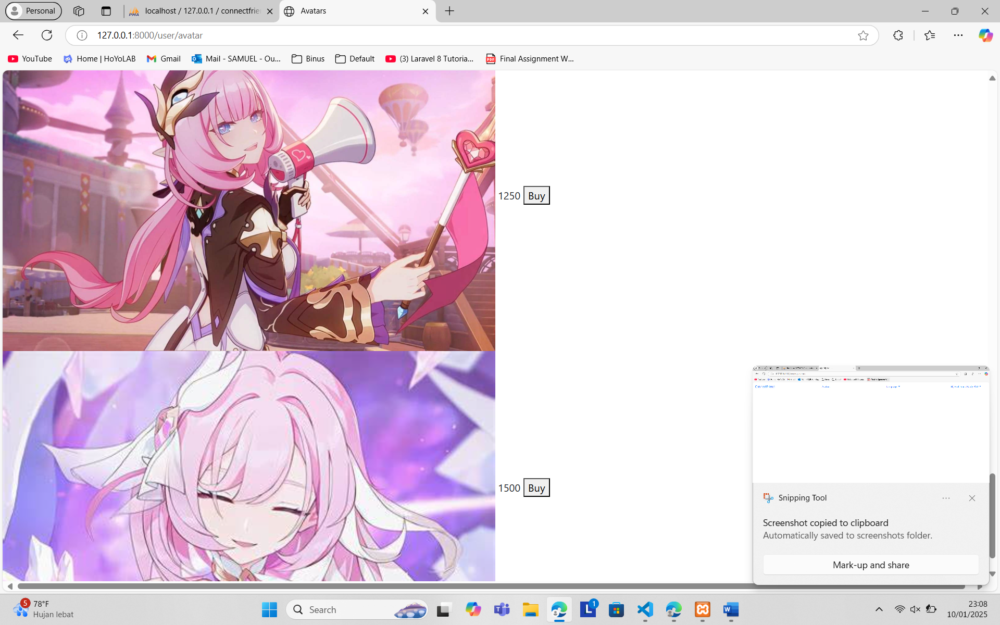 Personal
localhost / 127.0.0.1 / connectfrie
Avatars
127.0.0.1:8000/user/avatar
YouTube
Home | HoYoLAB
Gmail
Mail - SAMUEL - Ou...
Binus
Default
(3) Laravel 8 Tutoria...
Final Assignment W...
1250 Buy
1500 Buy
ConnectFriend
Avatar
Language
Snipping Tool
Screenshot copied to clipboard
Automatically saved to screenshots folder.
Mark-up and share
5
78°F
Hujan lebat
Search
1
23:08
10/01/2025